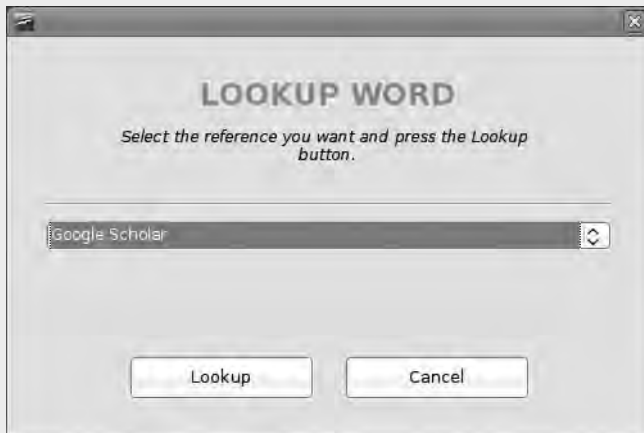 LOOKUP WORD
Select the reference you want and press the Lookup
button.
Google Scholar
Lookup
Cancel